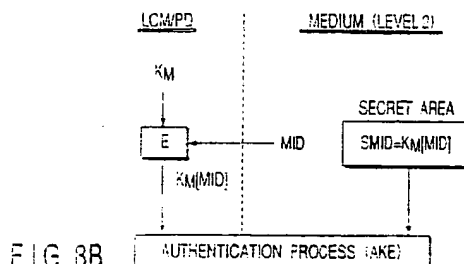 LCM/PD
MEDIUM (LEVEL 2)
KM
SECRET AREA
E
MID
SMID=KM[MID]
KM[MID]
AUTHENTICATION PROCESS (AKE)
FIG. 8B